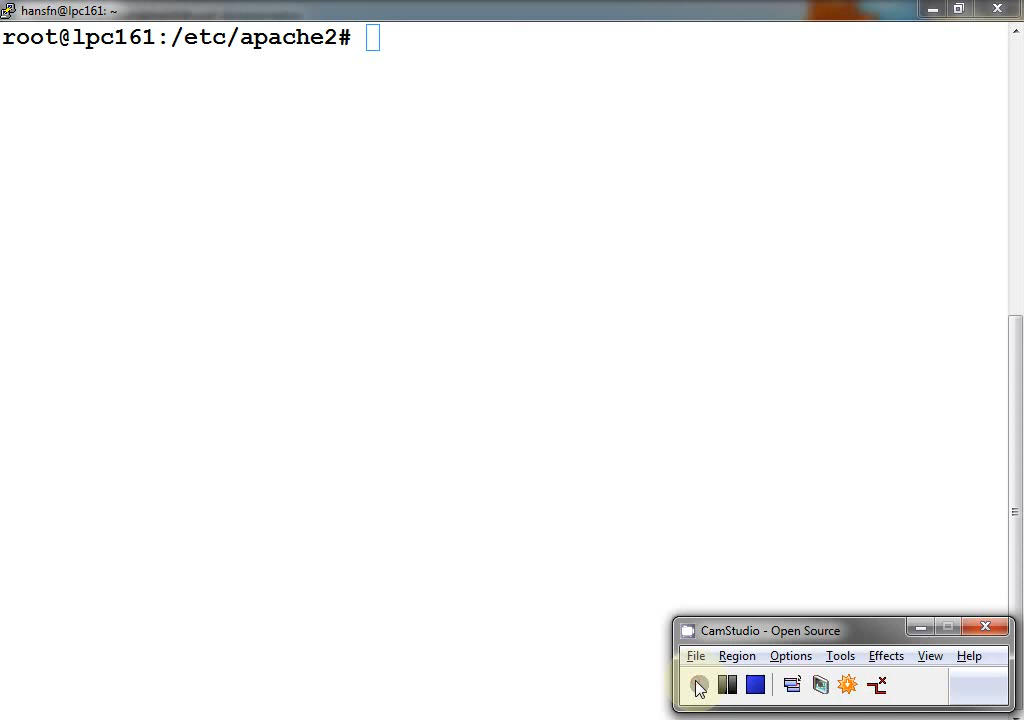 hansfn@lpc161: ~
root@lpc161:/etc/apache2#
CamStudio - Open Source
File Region Options Tools Effects View Help